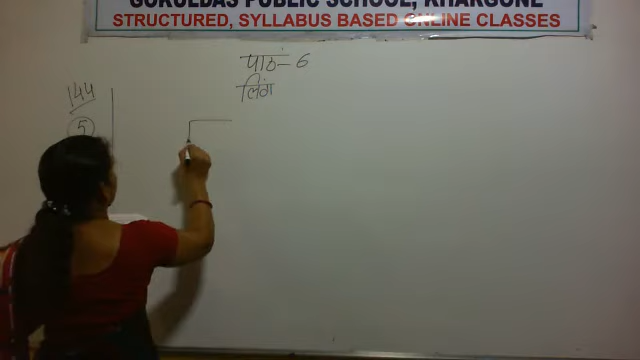 GOKULDAS PUBLIC SCHOOL, KHARGONE
STRUCTURED, SYLLABUS BASED ONLINE CLASSES
पाठं- 6
लिंग
144
5